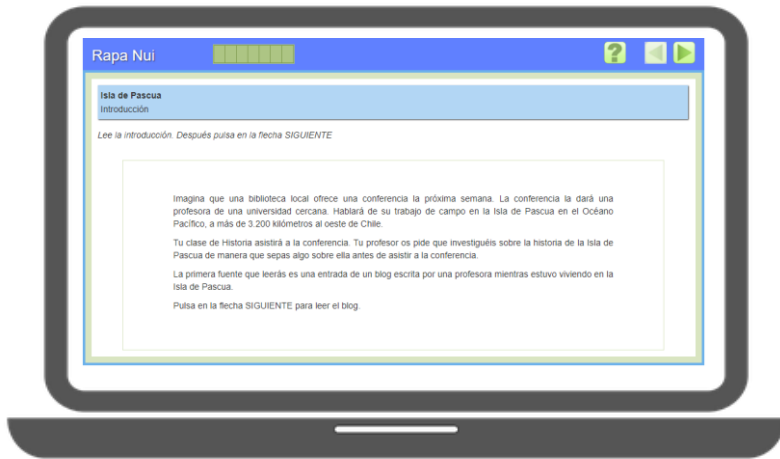 Rapa Nui
?
Isla de Pascua
Introducción
Lee la introducción. Después pulsa en la flecha SIGUIENTE
Imagina que una biblioteca local ofrece una conferencia la próxima semana. La conferencia la dará una
profesora de una universidad cercana. Hablará de su trabajo de campo en la Isla de Pascua en el Océano
Pacífico, a más de 3.200 kilómetros al oeste de Chile.
Tu clase de Historia asistirá a la conferencia. Tu profesor os pide que investiguéis sobre la historia de la Isla de
Pascua de manera que sepas algo sobre ella antes de asistir a la conferencia.
La primera fuente que leerás es una entrada de un blog escrita por una profesora mientras estuvo viviendo en la
Isla de Pascua.
Pulsa en la flecha SIGUIENTE para leer el blog.